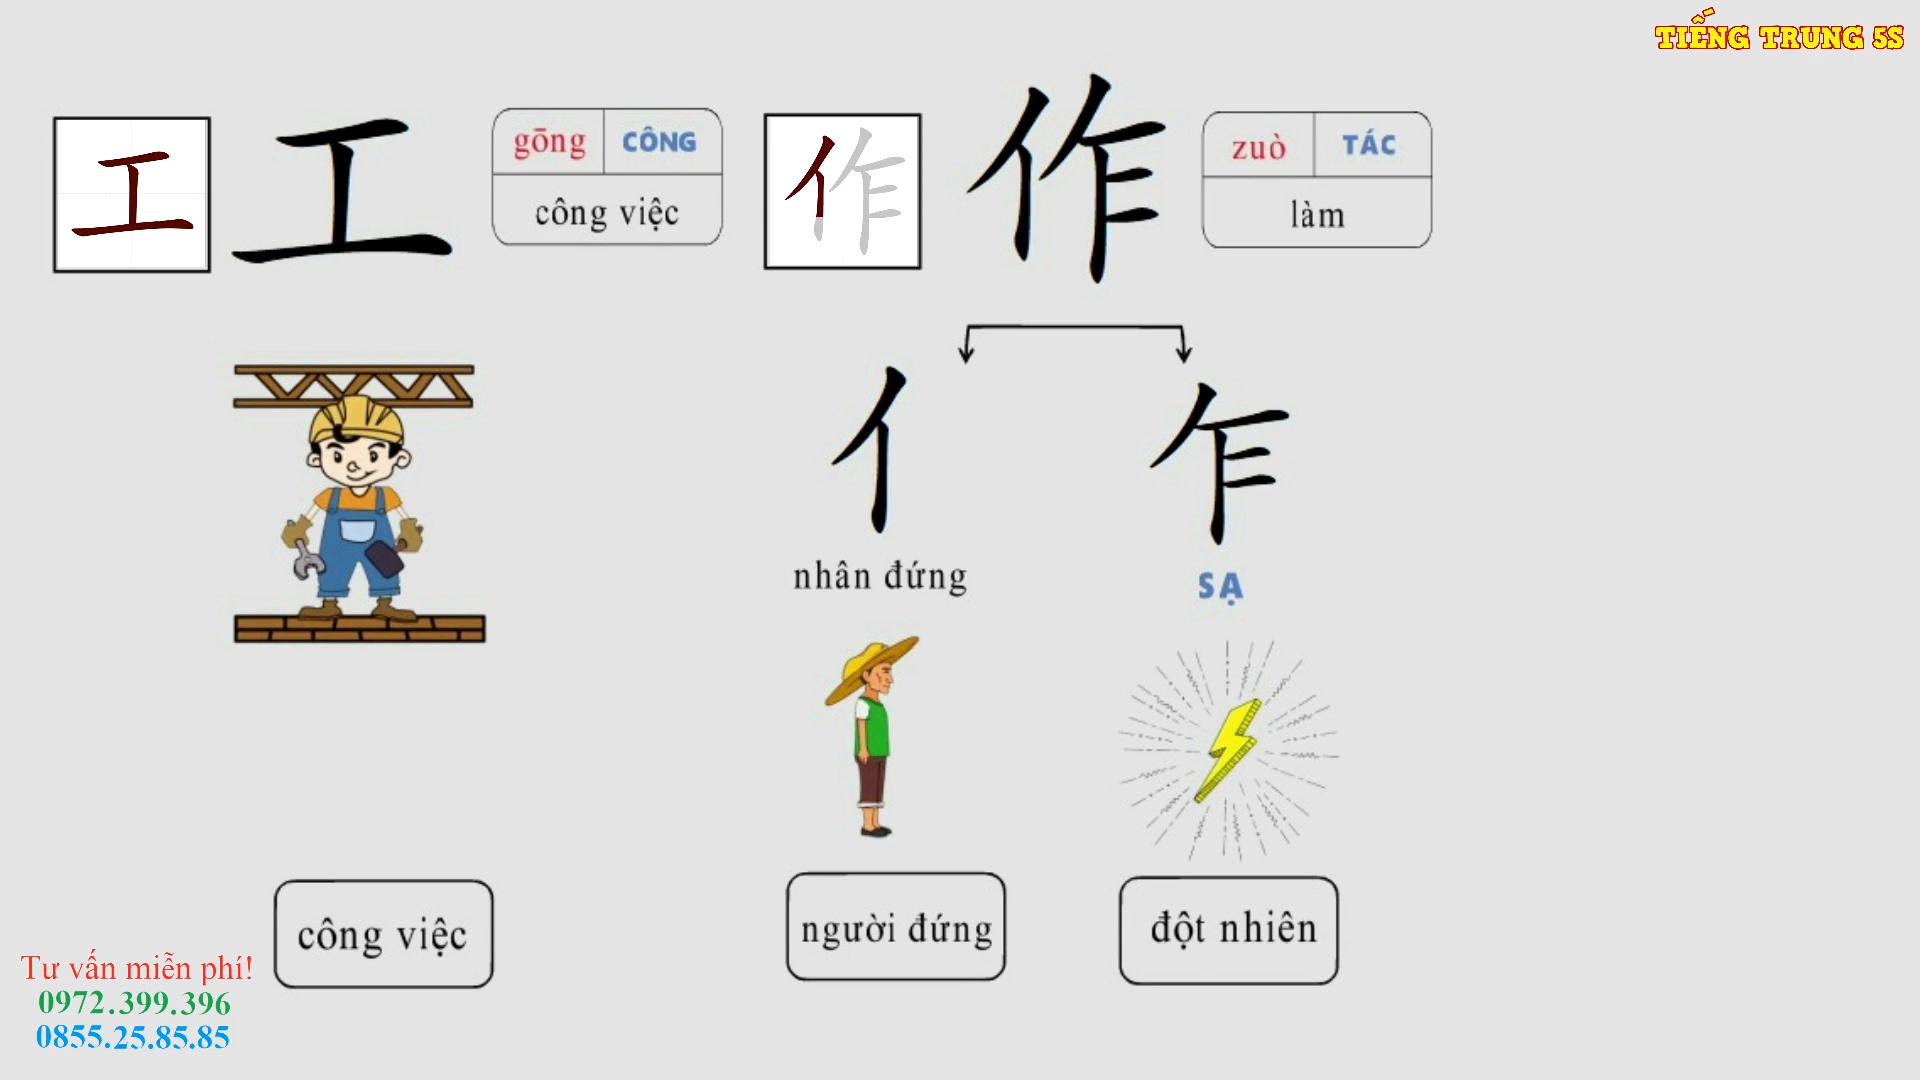 TIẾNG TRUNG 5S
工 工 gōng CÔNG
công việc
作 作 zuò TÁC
làm
亻 乍
nhân đứng SẠ
công việc người đứng đột nhiên
Tư vấn miễn phí!
0972.399.396
0855.25.85.85